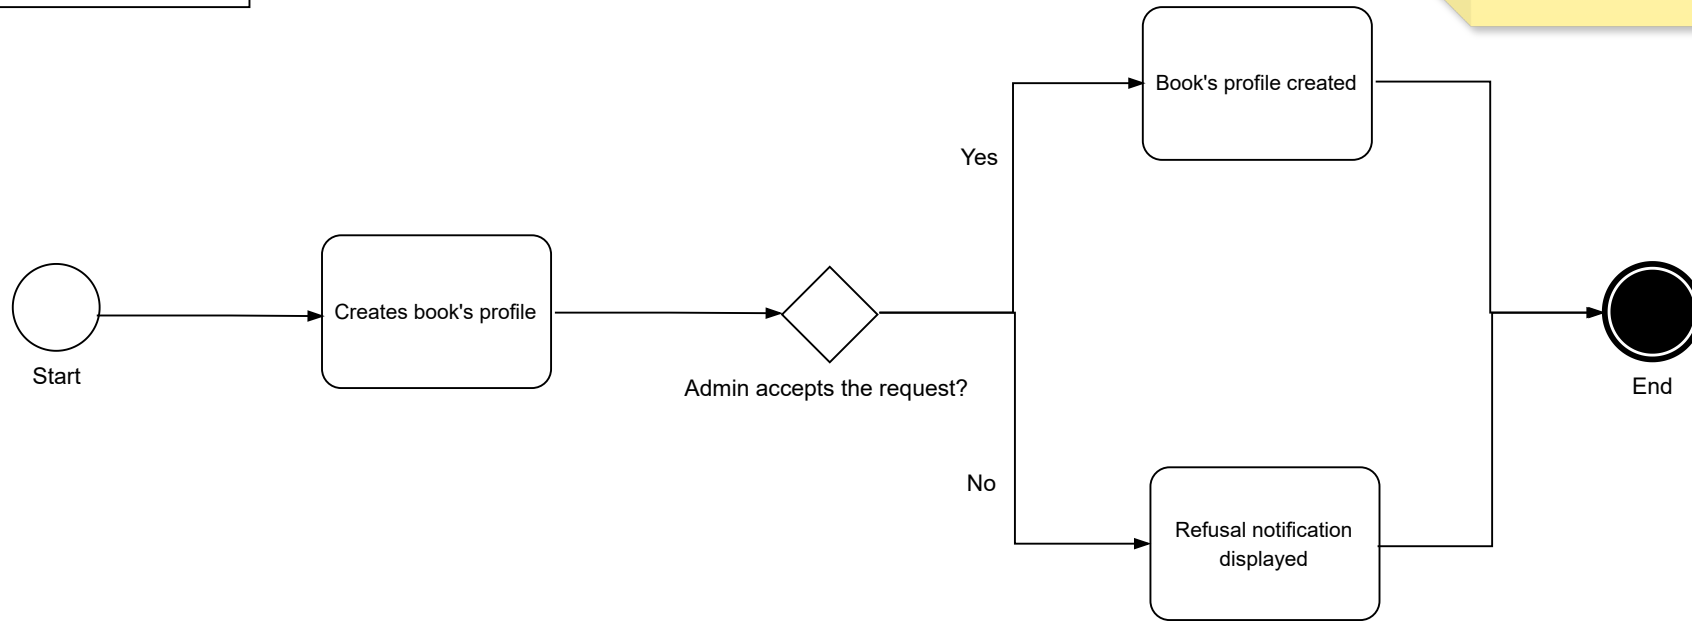 Book's profile created
Yes
Creates book's profile
Start
Admin accepts the request?
End
No
Refusal notification
displayed